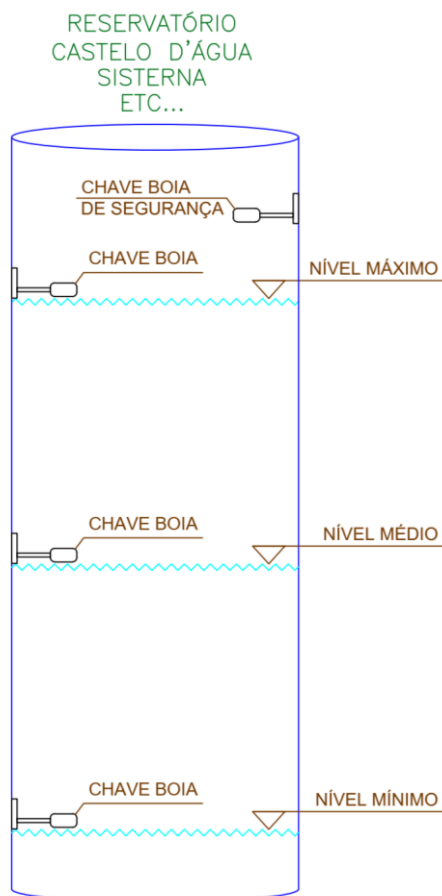 RESERVATÓRIO
CASTELO D'ÁGUA
SISTERNA
ETC...
CHAVE BOIA
DE SEGURANÇA
CHAVE BOIA
NÍVEL MÁXIMO
CHAVE BOIA
NÍVEL MÉDIO
CHAVE BOIA
NÍVEL MÍNIMO